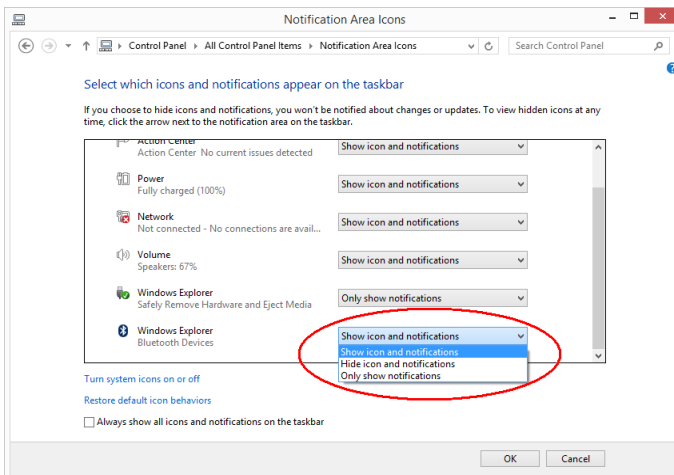 Notification Area Icons
Control Panel ▸ All Control Panel Items ▸ Notification Area Icons
Search Control Panel
Select which icons and notifications appear on the taskbar
If you choose to hide icons and notifications, you won't be notified about changes or updates. To view hidden icons at any
time, click the arrow next to the notification area on the taskbar.
Action Center
Action Center No current issues detected
Show icon and notifications
Power
Fully charged (100%)
Show icon and notifications
Network
Not connected - No connections are avail...
Show icon and notifications
Volume
Speakers: 67%
Show icon and notifications
Windows Explorer
Safely Remove Hardware and Eject Media
Only show notifications
Windows Explorer
Bluetooth Devices
Show icon and notifications
Show icon and notifications
Hide icon and notifications
Only show notifications
Turn system icons on or off
Restore default icon behaviors
Always show all icons and notifications on the taskbar
OK
Cancel